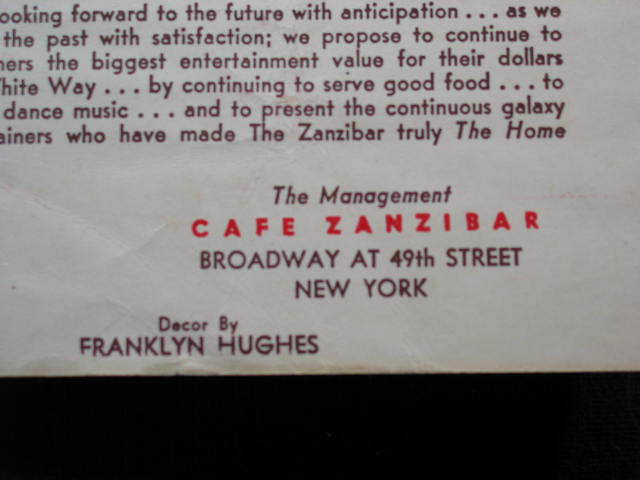 ooking forward to the future with anticipation . . . as we
the past with satisfaction; we propose to continue to
ners the biggest entertainment value for their dollars
hite Way . . . by continuing to serve good food . . . to
dance music . . . and to present the continuous galaxy
ainers who have made The Zanzibar truly The Home
The Management
CAFE ZANZIBAR
BROADWAY AT 49th STREET
NEW YORK
Decor By
FRANKLYN HUGHES